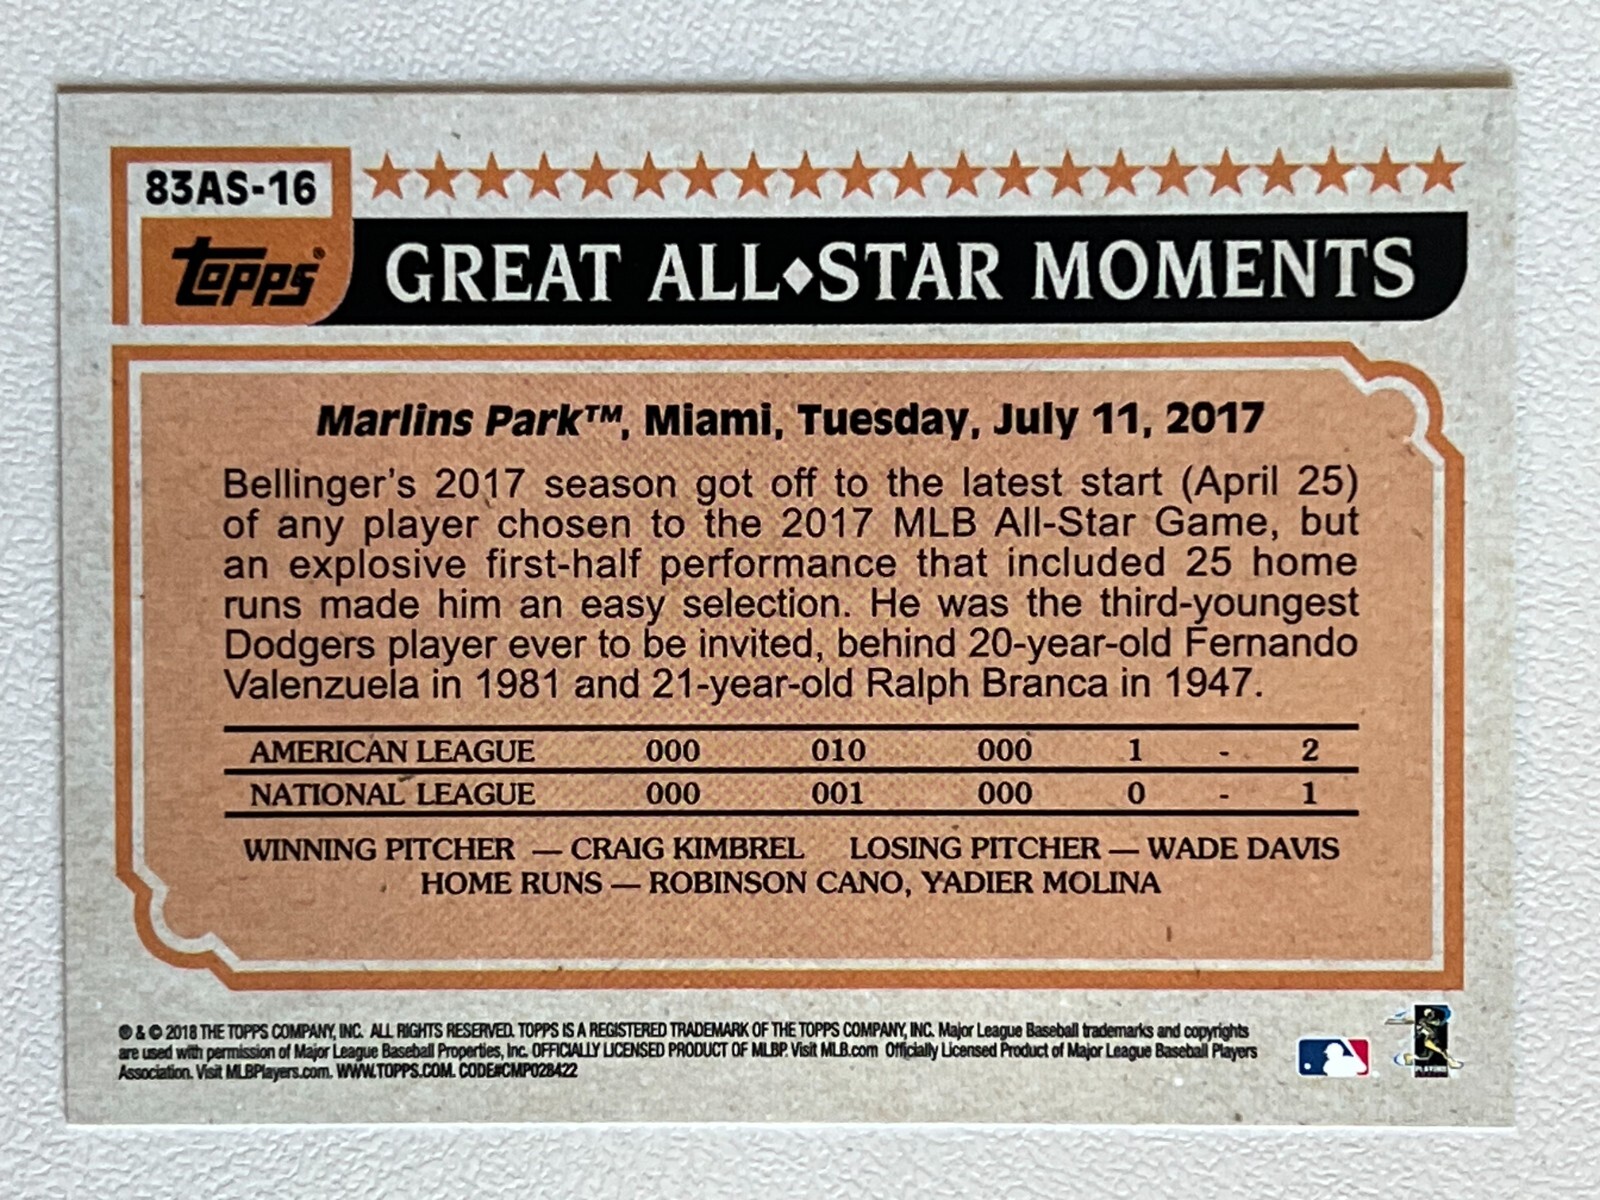 83AS-16
Topps®
GREAT ALL◆STAR MOMENTS
Marlins Park™, Miami, Tuesday, July 11, 2017
Bellinger's 2017 season got off to the latest start (April 25)
of any player chosen to the 2017 MLB All-Star Game, but
an explosive first-half performance that included 25 home
runs made him an easy selection. He was the third-youngest
Dodgers player ever to be invited, behind 20-year-old Fernando
Valenzuela in 1981 and 21-year-old Ralph Branca in 1947.
AMERICAN LEAGUE 000 010 000 1 - 2
NATIONAL LEAGUE 000 001 000 0 - 1
WINNING PITCHER — CRAIG KIMBREL LOSING PITCHER — WADE DAVIS
HOME RUNS — ROBINSON CANO, YADIER MOLINA
® & © 2018 THE TOPPS COMPANY, INC. ALL RIGHTS RESERVED. TOPPS IS A REGISTERED TRADEMARK OF THE TOPPS COMPANY, INC. Major League Baseball trademarks and copyrights
are used with permission of Major League Baseball Properties, Inc. OFFICIALLY LICENSED PRODUCT OF MLBP. Visit MLB.com Officially Licensed Product of Major League Baseball Players
Association. Visit MLBPlayers.com. WWW.TOPPS.COM. CODE#CMP028422
PLAYERS